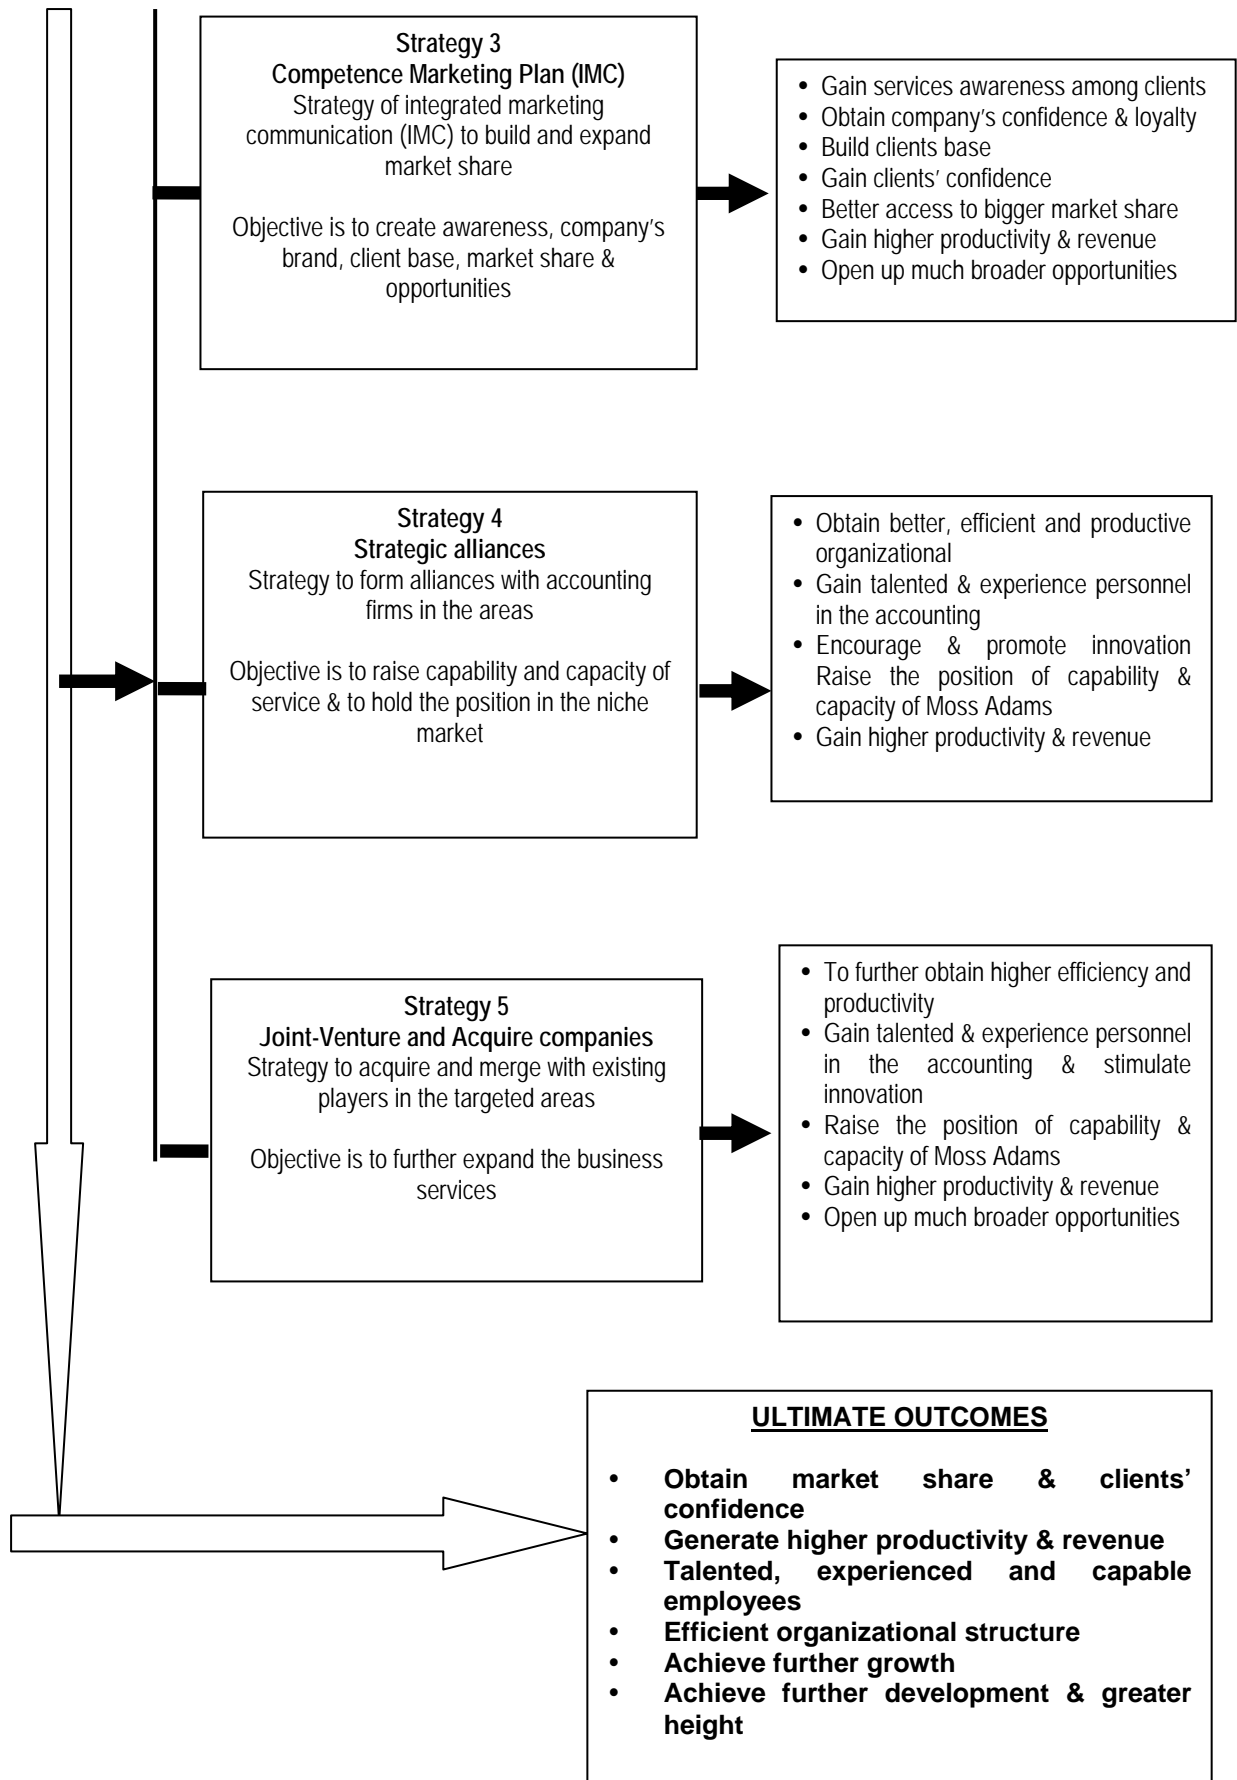 Strategy 3
Competence Marketing Plan (IMC)
Strategy of integrated marketing
communication (IMC) to build and expand
market share
Objective is to create awareness, company's
brand, client base, market share &
opportunities
• Gain services awareness among clients
• Obtain company's confidence & loyalty
• Build clients base
• Gain clients' confidence
• Better access to bigger market share
• Gain higher productivity & revenue
• Open up much broader opportunities
Strategy 4
Strategic alliances
Strategy to form alliances with accounting
firms in the areas
Objective is to raise capability and capacity of
service & to hold the position in the niche
market
• Obtain better, efficient and productive
organizational
• Gain talented & experience personnel
in the accounting
• Encourage & promote innovation
Raise the position of capability &
capacity of Moss Adams
• Gain higher productivity & revenue
Strategy 5
Joint-Venture and Acquire companies
Strategy to acquire and merge with existing
players in the targeted areas
Objective is to further expand the business
services
• To further obtain higher efficiency and
productivity
• Gain talented & experience personnel
in the accounting & stimulate
innovation
• Raise the position of capability &
capacity of Moss Adams
• Gain higher productivity & revenue
• Open up much broader opportunities
ULTIMATE OUTCOMES
• Obtain market share & clients'
confidence
• Generate higher productivity & revenue
• Talented, experienced and capable
employees
• Efficient organizational structure
• Achieve further growth
• Achieve further development & greater
height